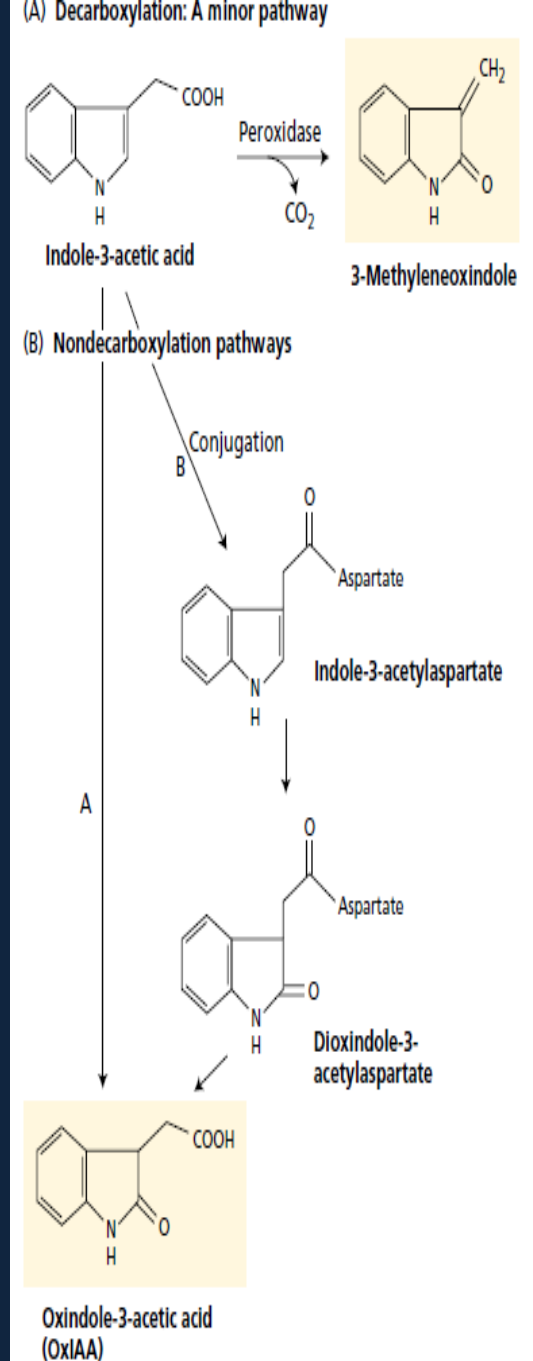 (A) Decarboxylation: A minor pathway
COOH
N
H
Indole-3-acetic acid
Peroxidase
CO₂
CH₂
N
H
O
3-Methyleneoxindole
(B) Nondecarboxylation pathways
Conjugation
B
O
Aspartate
N
H
Indole-3-acetylaspartate
A
O
Aspartate
O
N
H
Dioxindole-3-
acetylaspartate
COOH
N
H
O
Oxindole-3-acetic acid
(OxIAA)